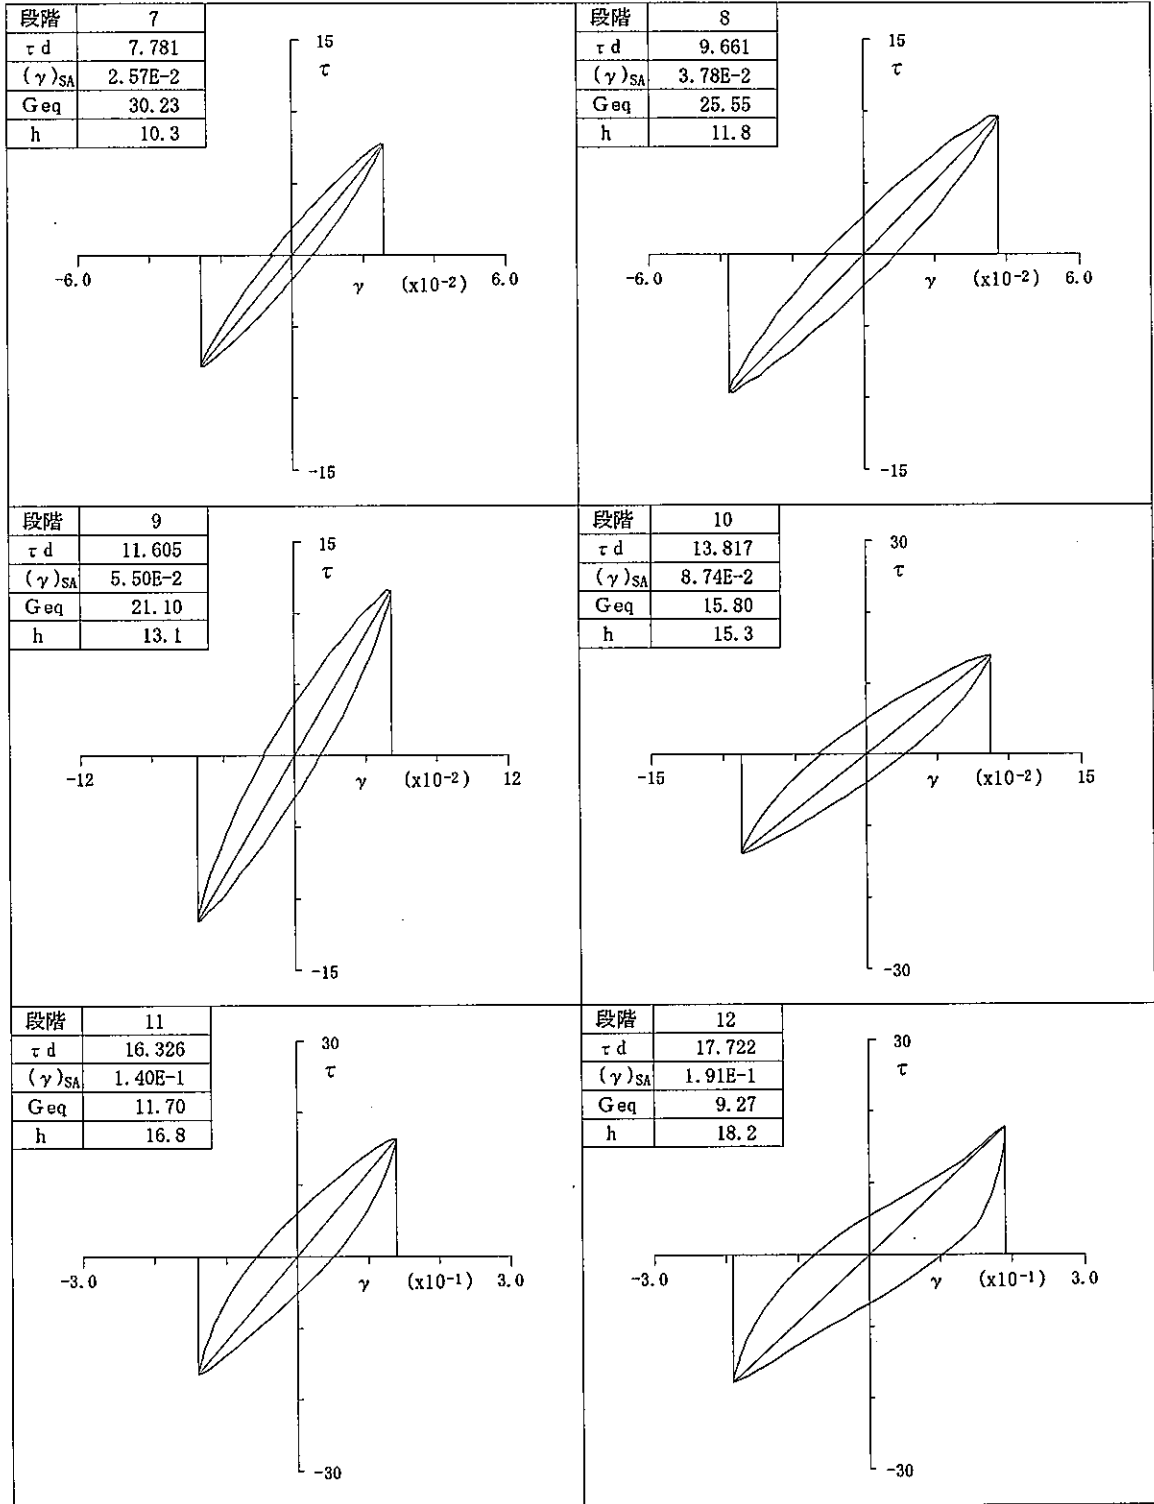 段階 7
τd 7.781
(γ)SA 2.57E-2
Geq 30.23
h 10.3
15
τ
-6.0
γ (x10-2) 6.0
-15
段階 8
τd 9.661
(γ)SA 3.78E-2
Geq 25.55
h 11.8
15
τ
-6.0
γ (x10-2) 6.0
-15
段階 9
τd 11.605
(γ)SA 5.50E-2
Geq 21.10
h 13.1
15
τ
-12
γ (x10-2) 12
-15
段階 10
τd 13.817
(γ)SA 8.74E-2
Geq 15.80
h 15.3
30
τ
-15
γ (x10-2) 15
-30
段階 11
τd 16.326
(γ)SA 1.40E-1
Geq 11.70
h 16.8
30
τ
-3.0
γ (x10-1) 3.0
-30
段階 12
τd 17.722
(γ)SA 1.91E-1
Geq 9.27
h 18.2
30
τ
-3.0
γ (x10-1) 3.0
-30